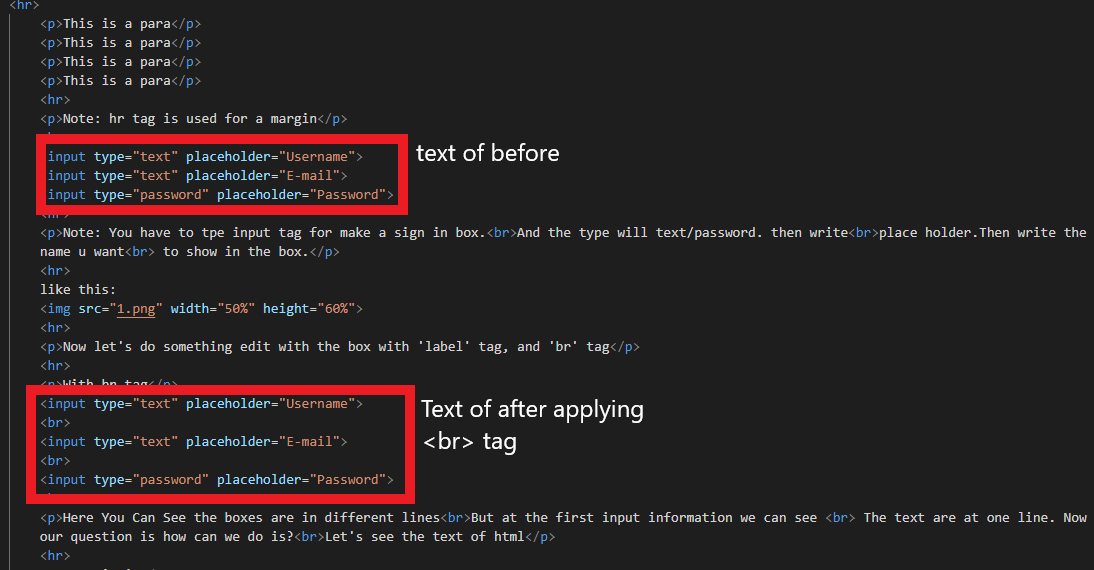 <hr>
<p>This is a para</p>
<p>This is a para</p>
<p>This is a para</p>
<p>This is a para</p>
<hr>
<p>Note: hr tag is used for a margin</p>
input type="text" placeholder="Username">
text of before
input type="text" placeholder="E-mail">
input type="password" placeholder="Password">
<hr>
<p>Note: You have to tpe input tag for make a sign in box.<br>And the type will text/password. then write<br>place holder.Then write the
name u want<br> to show in the box.</p>
<hr>
like this:
<img src="1.png" width="50%" height="60%">
<hr>
<p>Now let's do something edit with the box with 'label' tag, and 'br' tag</p>
<hr>
<p>With br tag</p>
<input type="text" placeholder="Username">
Text of after applying
<br>
<br> tag
<input type="text" placeholder="E-mail">
<br>
<input type="password" placeholder="Password">
<p>Here You Can See the boxes are in different lines<br>But at the first input information we can see <br> The text are at one line. Now
our question is how can we do is?<br>Let's see the text of html</p>
<hr>